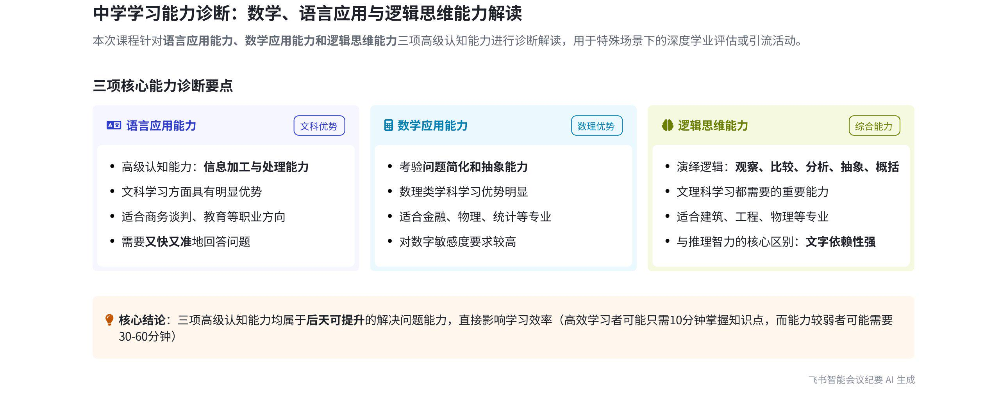 中学学习能力诊断：数学、语言应用与逻辑思维能力解读
本次课程针对语言应用能力、数学应用能力和逻辑思维能力三项高级认知能力进行诊断解读，用于特殊场景下的深度学业评估或引流活动。
三项核心能力诊断要点
语言应用能力
文科优势
高级认知能力：信息加工与处理能力
文科学习方面具有明显优势
适合商务谈判、教育等职业方向
需要又快又准地回答问题
数学应用能力
数理优势
考验问题简化和抽象能力
数理类学科学习优势明显
适合金融、物理、统计等专业
对数字敏感度要求较高
逻辑思维能力
综合能力
演绎逻辑：观察、比较、分析、抽象、概括
文理科学习都需要的重要能力
适合建筑、工程、物理等专业
与推理智力的核心区别：文字依赖性强
核心结论：三项高级认知能力均属于后天可提升的解决问题能力，直接影响学习效率（高效学习者可能只需10分钟掌握知识点，而能力较弱者可能需要
30-60分钟）
飞书智能会议纪要 AI 生成